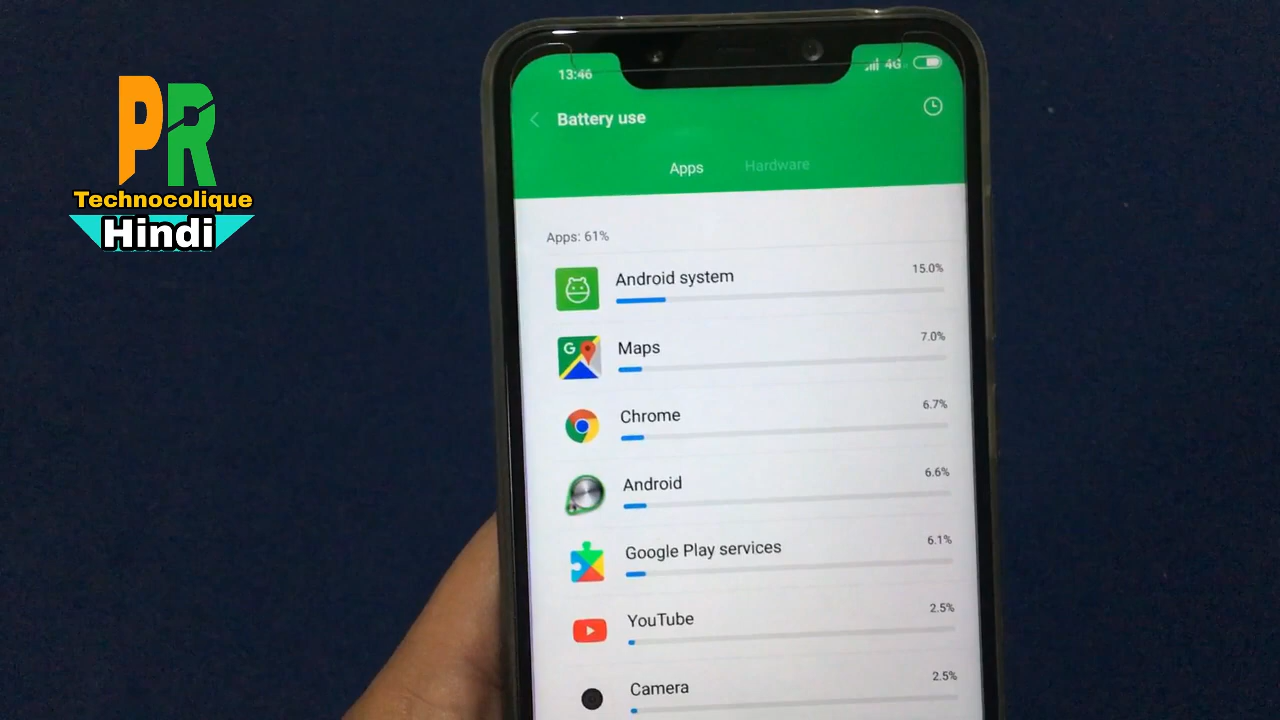 PR
Technocolique
Hindi
13:46
4G
Battery use
Apps
Hardware
Apps: 61%
Android system
15.0%
G
Maps
7.0%
Chrome
6.7%
Android
6.6%
Google Play services
6.1%
YouTube
2.5%
Camera
2.5%